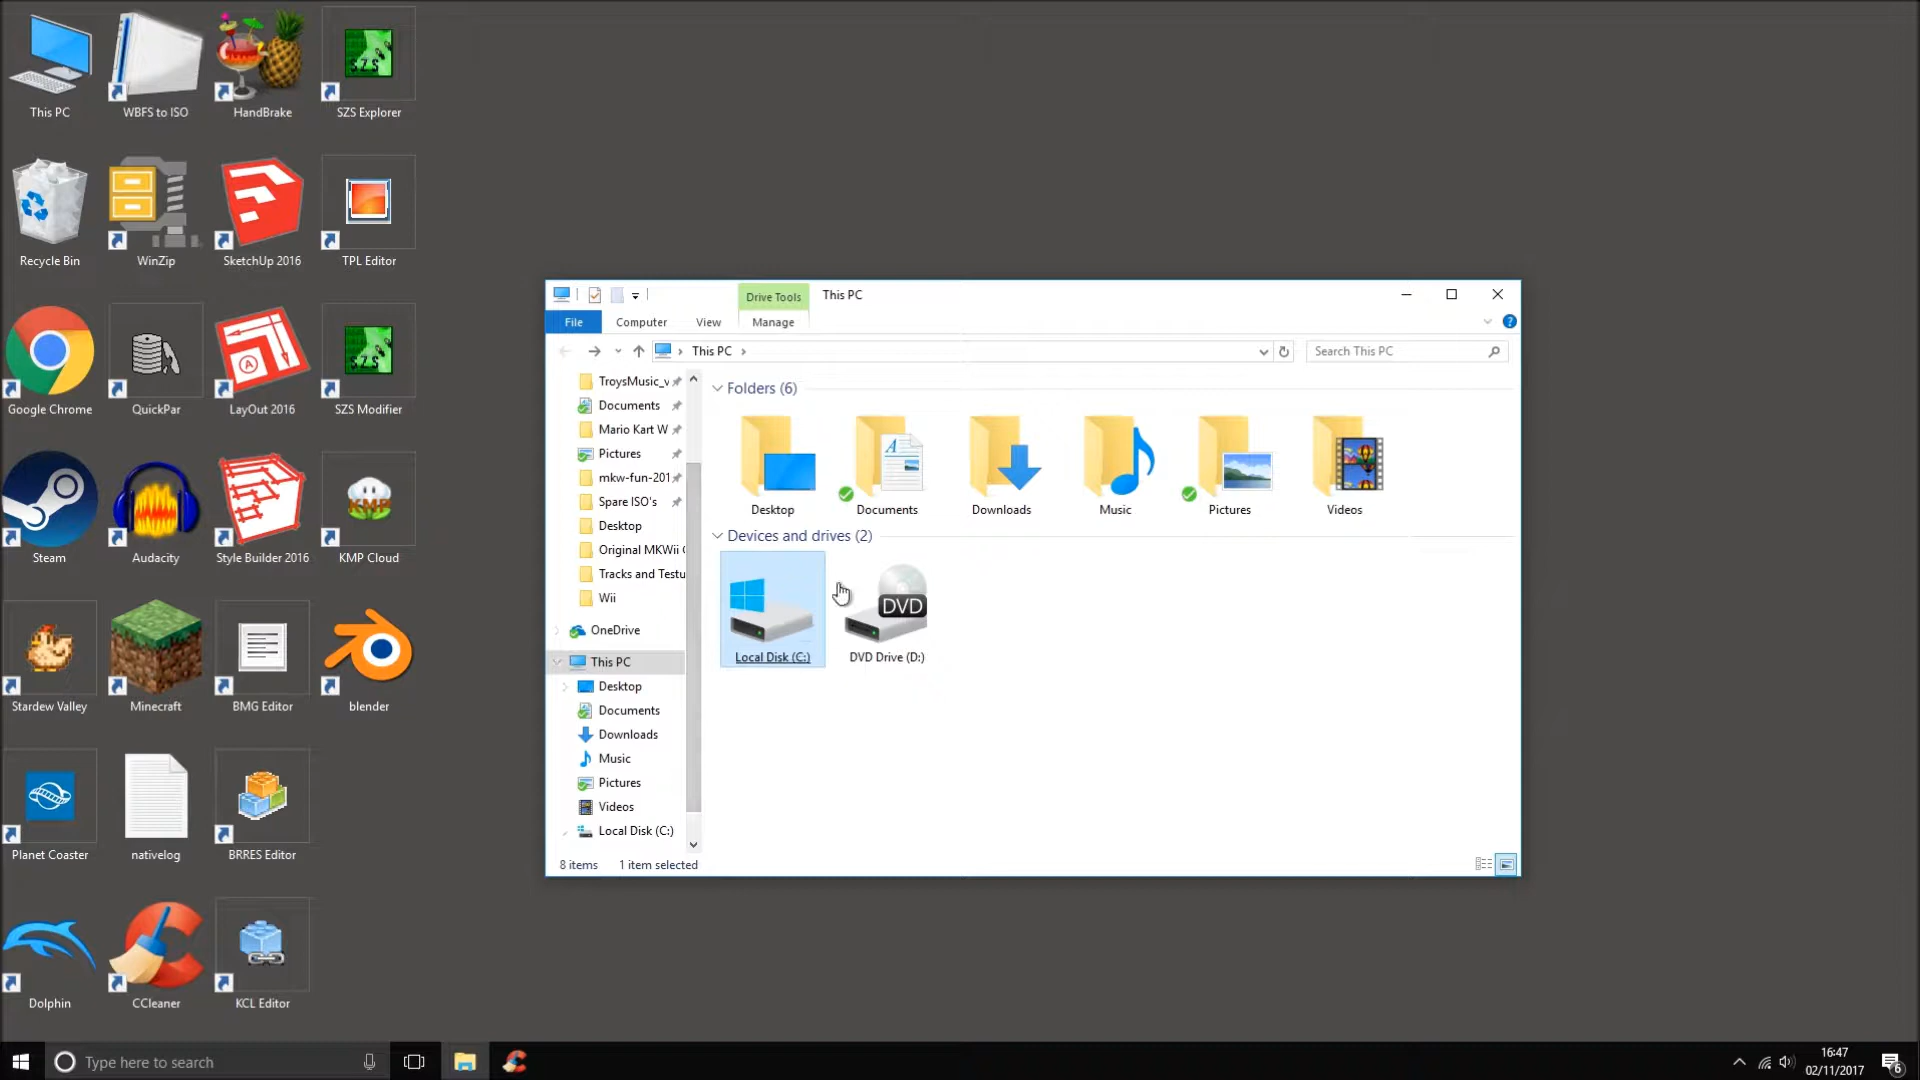 This PC
WBFS to ISO
HandBrake
SZS Explorer
Recycle Bin
WinZip
SketchUp 2016
TPL Editor
Google Chrome
QuickPar
LayOut 2016
SZS Modifier
Steam
Audacity
Style Builder 2016
KMP Cloud
Stardew Valley
Minecraft
BMG Editor
blender
Planet Coaster
nativelog
BRRES Editor
Dolphin
CCleaner
KCL Editor
SZS
SZS
KMP
Drive Tools
This PC
File
Computer
View
Manage
This PC
Search This PC
TroysMusic_v
Documents
Mario Kart W
Pictures
mkw-fun-201
Spare ISO's
Desktop
Original MKWii
Tracks and Textu
Wii
OneDrive
This PC
Desktop
Documents
Downloads
Music
Pictures
Videos
Local Disk (C:)
Folders (6)
Desktop
Documents
Downloads
Music
Pictures
Videos
Devices and drives (2)
DVD
Local Disk (C:)
DVD Drive (D:)
8 items
1 item selected
Type here to search
16:47
02/11/2017
6